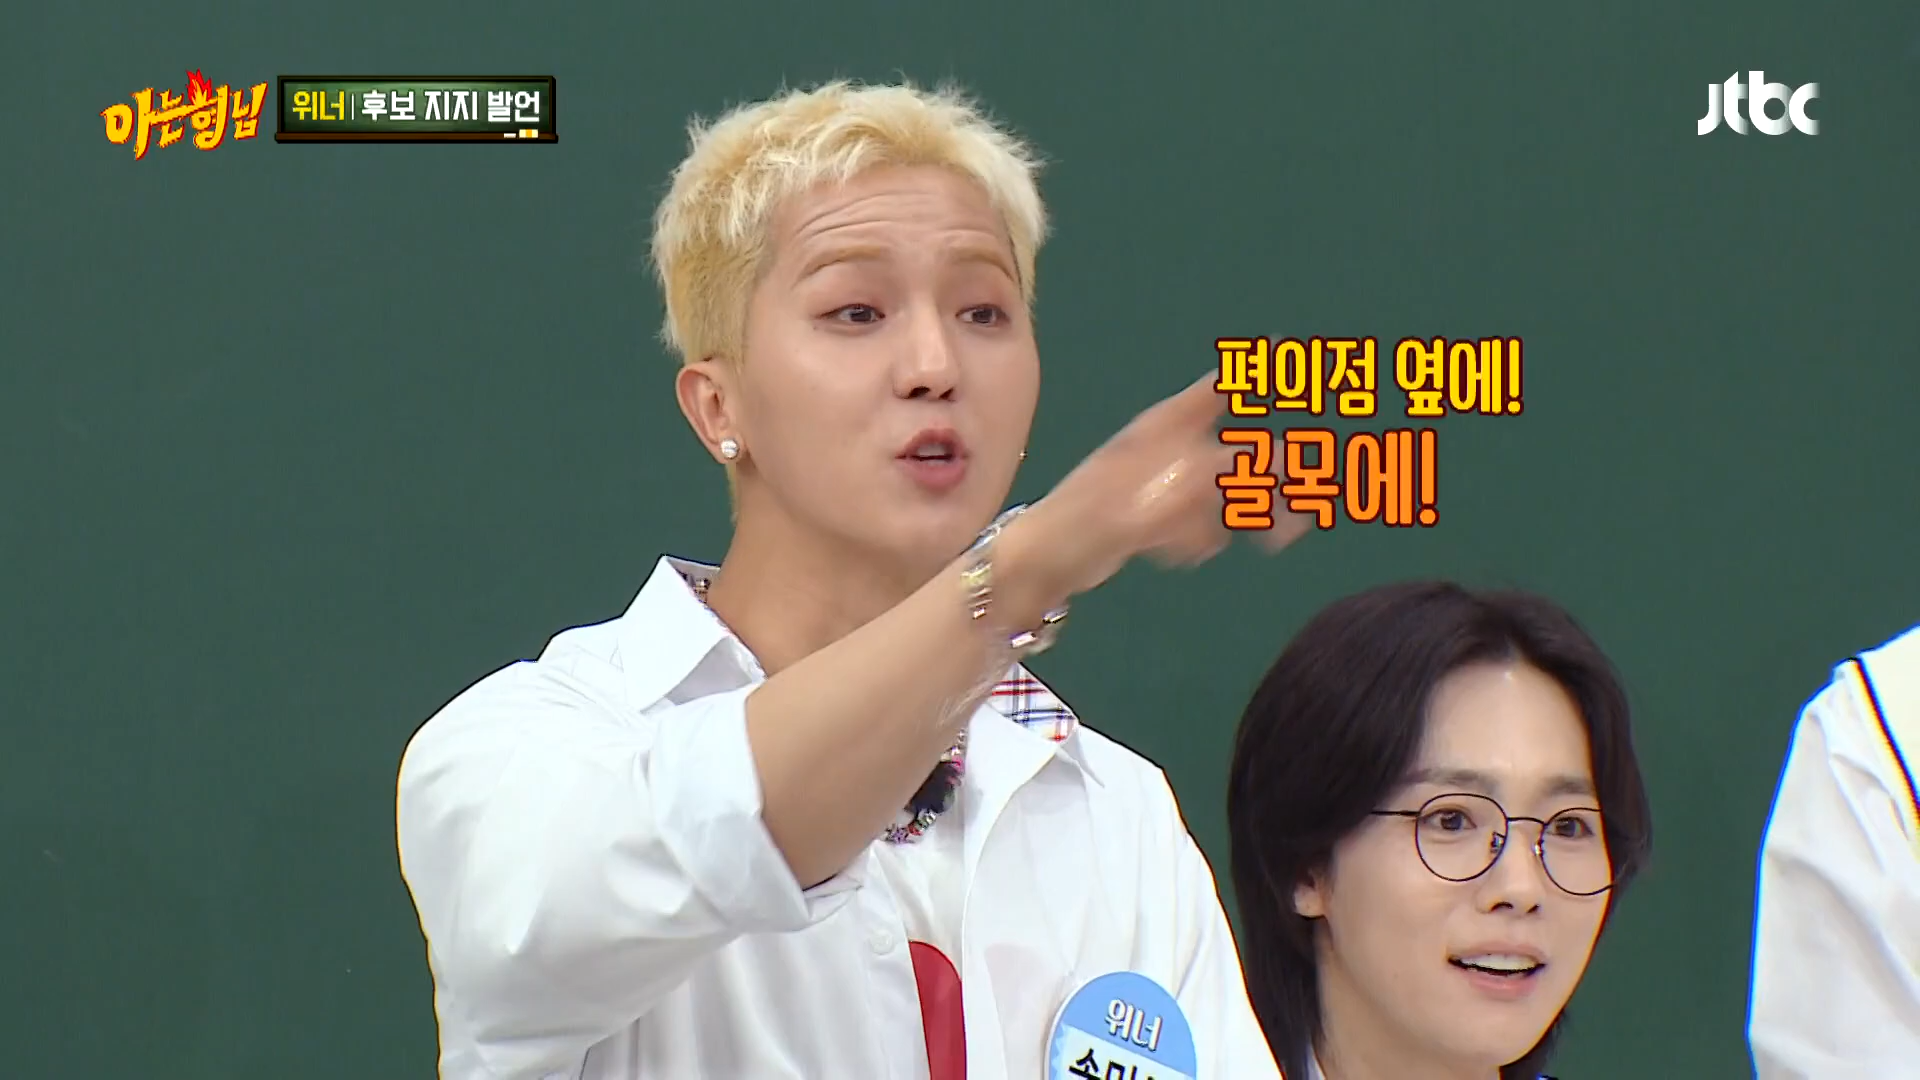 아는형님
위너 | 후보 지지 발언
jtbc
편의점 옆에!
골목에!
위너